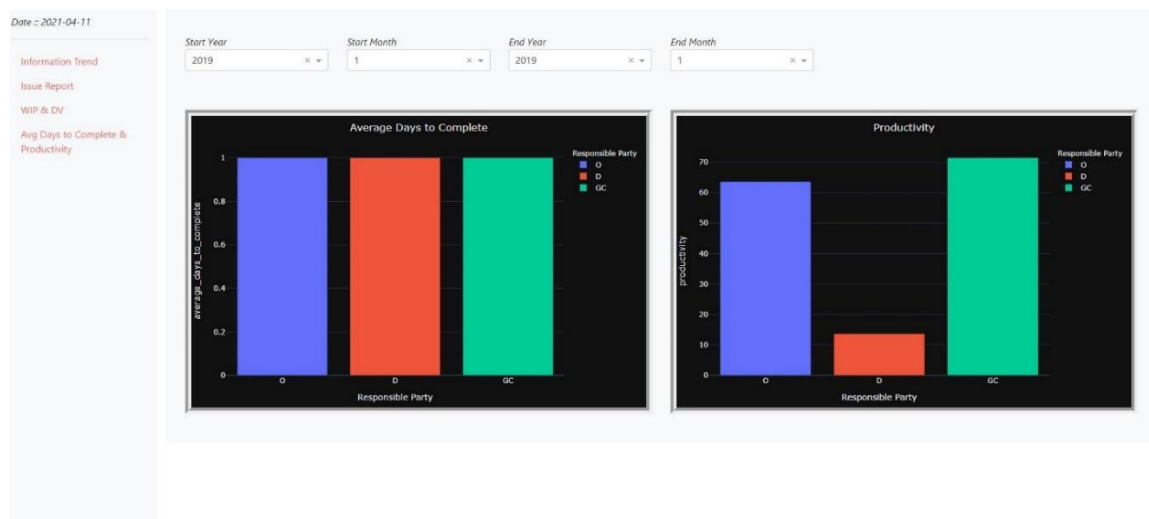 Date :: 2021-04-11
Information Trend
Issue Report
WIP & DV
Avg Days to Complete &
Productivity
Start Year
Start Month
End Year
End Month
2019 × 1 × 2019 × 1 ×
Average Days to Complete
Responsible Party
O
D
GC
average_days_to_complete
1
0.8
0.6
0.4
0.2
0
O D GC
Responsible Party
Productivity
Responsible Party
O
D
GC
productivity
70
60
50
40
30
20
10
0
O D GC
Responsible Party